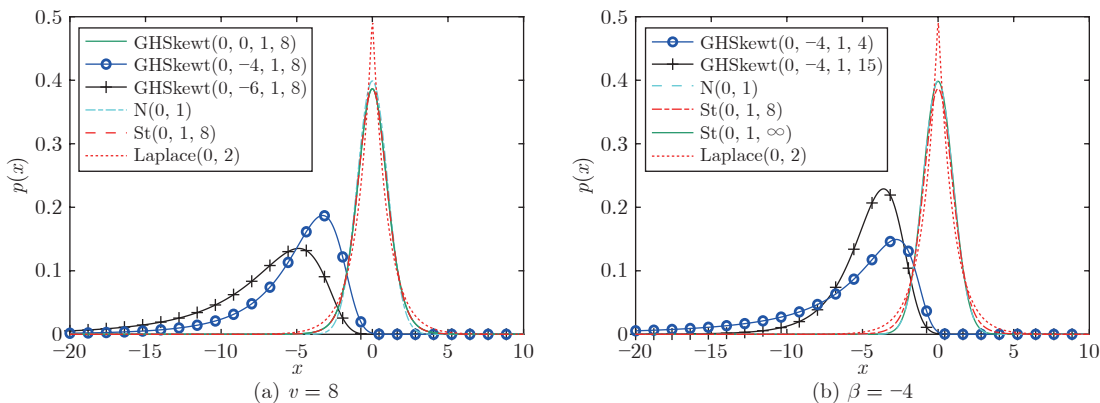 0.5
0.4
0.3
0.2
0.1
0
p(x)
GHSkewt(0, 0, 1, 8)
GHSkewt(0, −4, 1, 8)
GHSkewt(0, −6, 1, 8)
N(0, 1)
St(0, 1, 8)
Laplace(0, 2)
−20 −15 −10 −5 0 5 10
x
(a) v = 8
0.5
0.4
0.3
0.2
0.1
0
p(x)
GHSkewt(0, −4, 1, 4)
GHSkewt(0, −4, 1, 15)
N(0, 1)
St(0, 1, 8)
St(0, 1, ∞)
Laplace(0, 2)
−20 −15 −10 −5 0 5 10
x
(b) β = −4